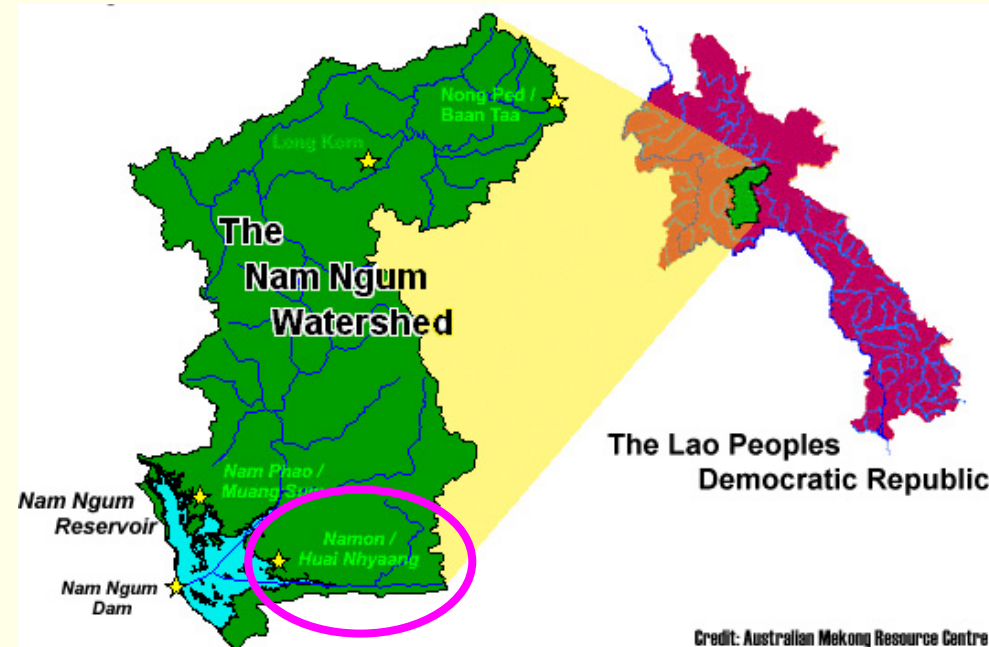 Nong Ped /
Baan Taa
Long Korn
The
Nam Ngum
Watershed
Nam Phao /
Muang
Nam Ngum
Reservoir
Namon /
Huai Nhyaang
Nam Ngum
Dam
The Lao Peoples
Democratic Republic
Credit: Australian Mekong Resource Centre